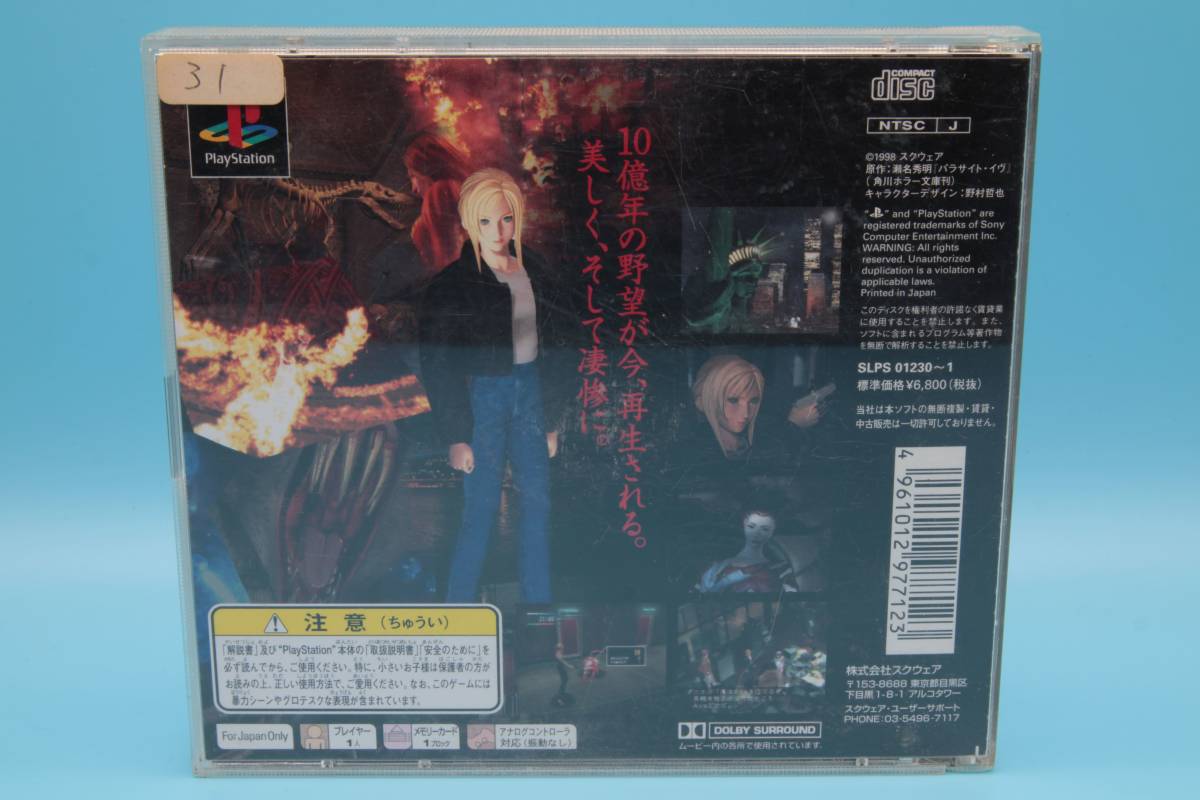 31
PlayStation
10億年の野望が今、再生される。
美しく、そして凄惨に。
COMPACT
disc
NTSC J
©1998 スクウェア
原作：瀬名秀明『パラサイト・イヴ』
（角川ホラー文庫刊）
キャラクターデザイン：野村哲也
" " and "PlayStation" are
registered trademarks of Sony
Computer Entertainment Inc.
WARNING: All rights
reserved. Unauthorized
duplication is a violation of
applicable laws.
Printed in Japan
このディスクを権利者の許諾なく賃貸業
に使用することを禁止します。また、
ソフトに含まれるプログラム等著作物
を無断で解析することを禁止します。
SLPS 01230〜1
標準価格¥6,800（税抜）
当社は本ソフトの無断複製・賃貸・
中古販売は一切許可しておりません。
4961012977123
株式会社スクウェア
〒153-8688 東京都目黒区
下目黒1-8-1 アルコタワー
スクウェア・ユーザーサポート
PHONE:03-5496-7117
注意（ちゅうい）
「解説書」及び"PlayStation"本体の「取扱説明書」「安全のために」を
必ず読んでから、ご使用ください。特に、小さいお子様は保護者の方が
お読みの上、正しい使用方法で、ご愛用ください。なお、このゲームには
暴力シーンやグロテスクな表現が含まれています。
For Japan Only
プレイヤー
1人
メモリーカード
1ブロック
アナログコントローラ
対応（振動なし）
DOLBY SURROUND
ムービー内の各所で使用されています。